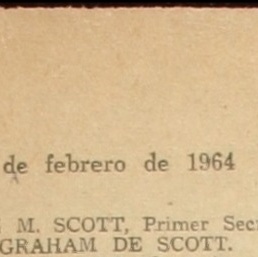 de febrero de 1964
M. SCOTT, Primer Sec
GRAHAM DE SCOTT.